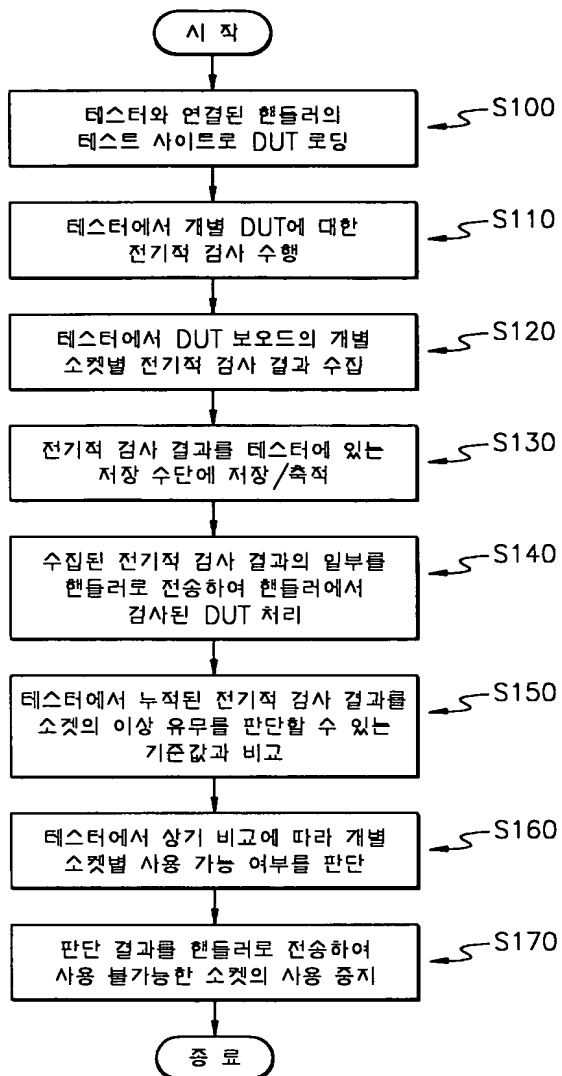 시 작
테스터와 연결된 핸들러의
테스트 사이트로 DUT 로딩
S100
테스터에서 개별 DUT에 대한
전기적 검사 수행
S110
테스터에서 DUT 보오드의 개별
소켓별 전기적 검사 결과 수집
S120
전기적 검사 결과를 테스터에 있는
저장 수단에 저장/축적
S130
수집된 전기적 검사 결과의 일부를
핸들러로 전송하여 핸들러에서
검사된 DUT 처리
S140
테스터에서 누적된 전기적 검사 결과를
소겟의 이상 유무를 판단할 수 있는
기준값과 비교
S150
테스터에서 상기 비교에 따라 개별
소켓별 사용 가능 여부를 판단
S160
판단 결과를 핸들러로 전송하여
사용 불가능한 소켓의 사용 중지
S170
종 료